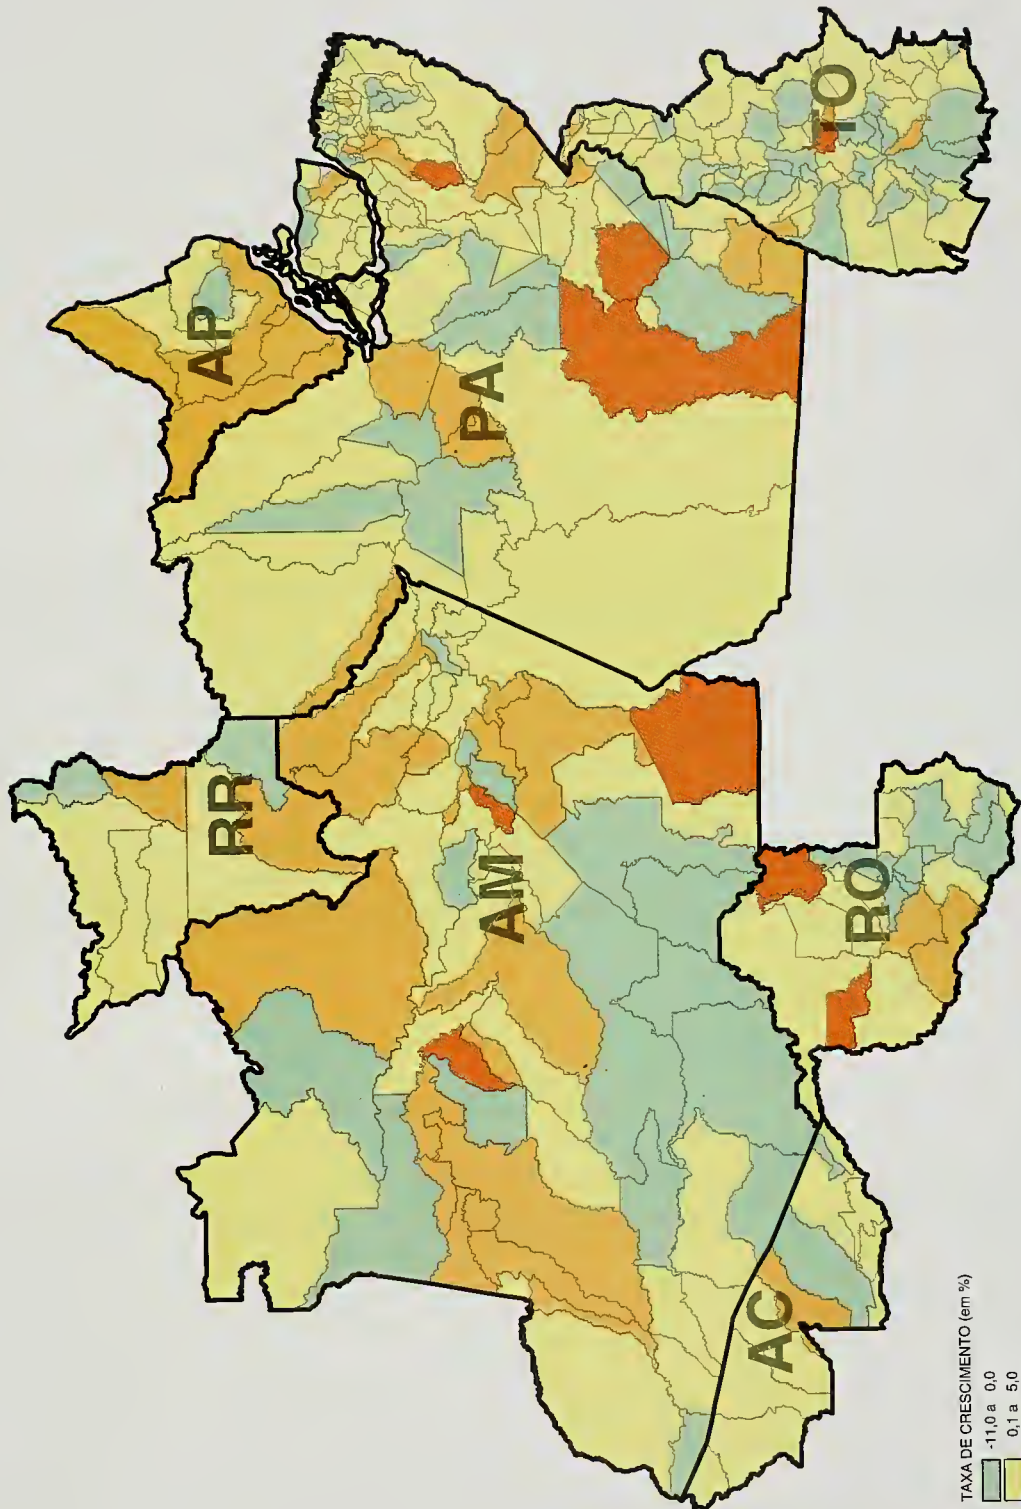 AP
RR
PA
AM
TO
RO
AC
TAXA DE CRESCIMENTO (em %)
-11,0 a 0,0
0,1 a 5,0